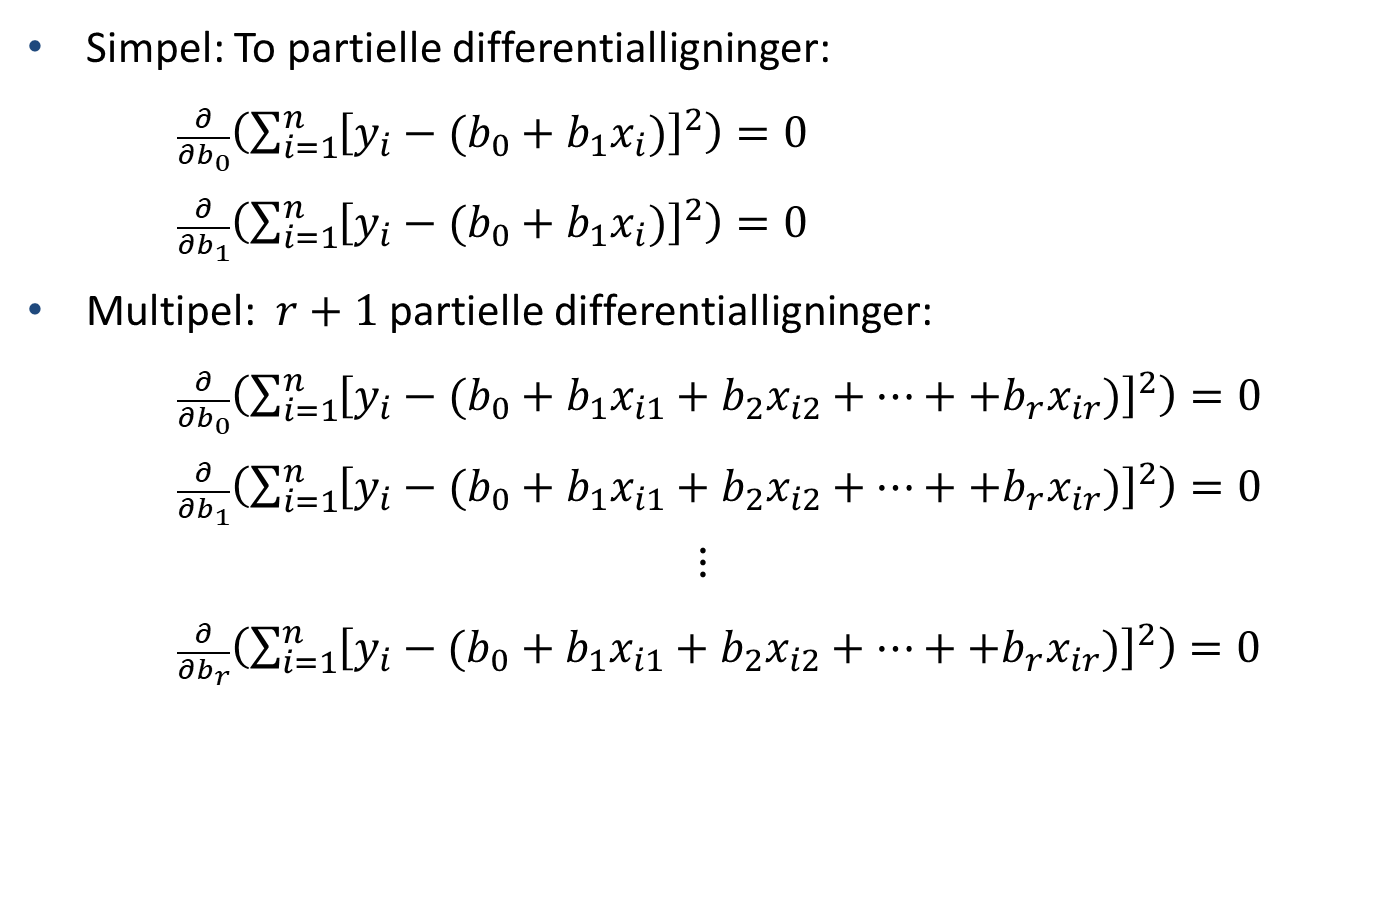 • Simpel: To partielle differentialligninger:
∂/∂b₀(∑ⁿᵢ₌₁[yᵢ − (b₀ + b₁xᵢ)]²) = 0
∂/∂b₁(∑ⁿᵢ₌₁[yᵢ − (b₀ + b₁xᵢ)]²) = 0
• Multipel: r + 1 partielle differentialligninger:
∂/∂b₀(∑ⁿᵢ₌₁[yᵢ − (b₀ + b₁xᵢ₁ + b₂xᵢ₂ + ⋯ + +bᵣxᵢᵣ)]²) = 0
∂/∂b₁(∑ⁿᵢ₌₁[yᵢ − (b₀ + b₁xᵢ₁ + b₂xᵢ₂ + ⋯ + +bᵣxᵢᵣ)]²) = 0
⋮
∂/∂bᵣ(∑ⁿᵢ₌₁[yᵢ − (b₀ + b₁xᵢ₁ + b₂xᵢ₂ + ⋯ + +bᵣxᵢᵣ)]²) = 0